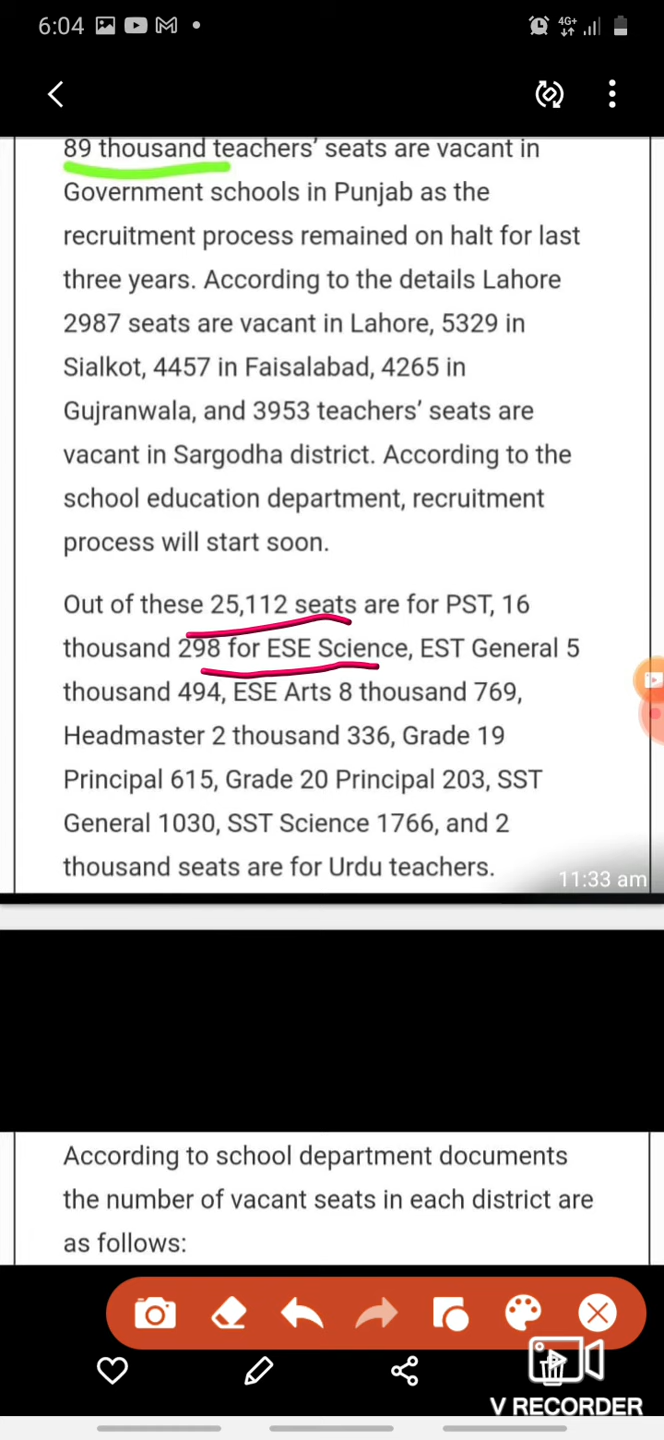 6:04
4G+
89 thousand teachers’ seats are vacant in
Government schools in Punjab as the
recruitment process remained on halt for last
three years. According to the details Lahore
2987 seats are vacant in Lahore, 5329 in
Sialkot, 4457 in Faisalabad, 4265 in
Gujranwala, and 3953 teachers’ seats are
vacant in Sargodha district. According to the
school education department, recruitment
process will start soon.
Out of these 25,112 seats are for PST, 16
thousand 298 for ESE Science, EST General 5
thousand 494, ESE Arts 8 thousand 769,
Headmaster 2 thousand 336, Grade 19
Principal 615, Grade 20 Principal 203, SST
General 1030, SST Science 1766, and 2
thousand seats are for Urdu teachers.
11:33 am
According to school department documents
the number of vacant seats in each district are
as follows:
V RECORDER